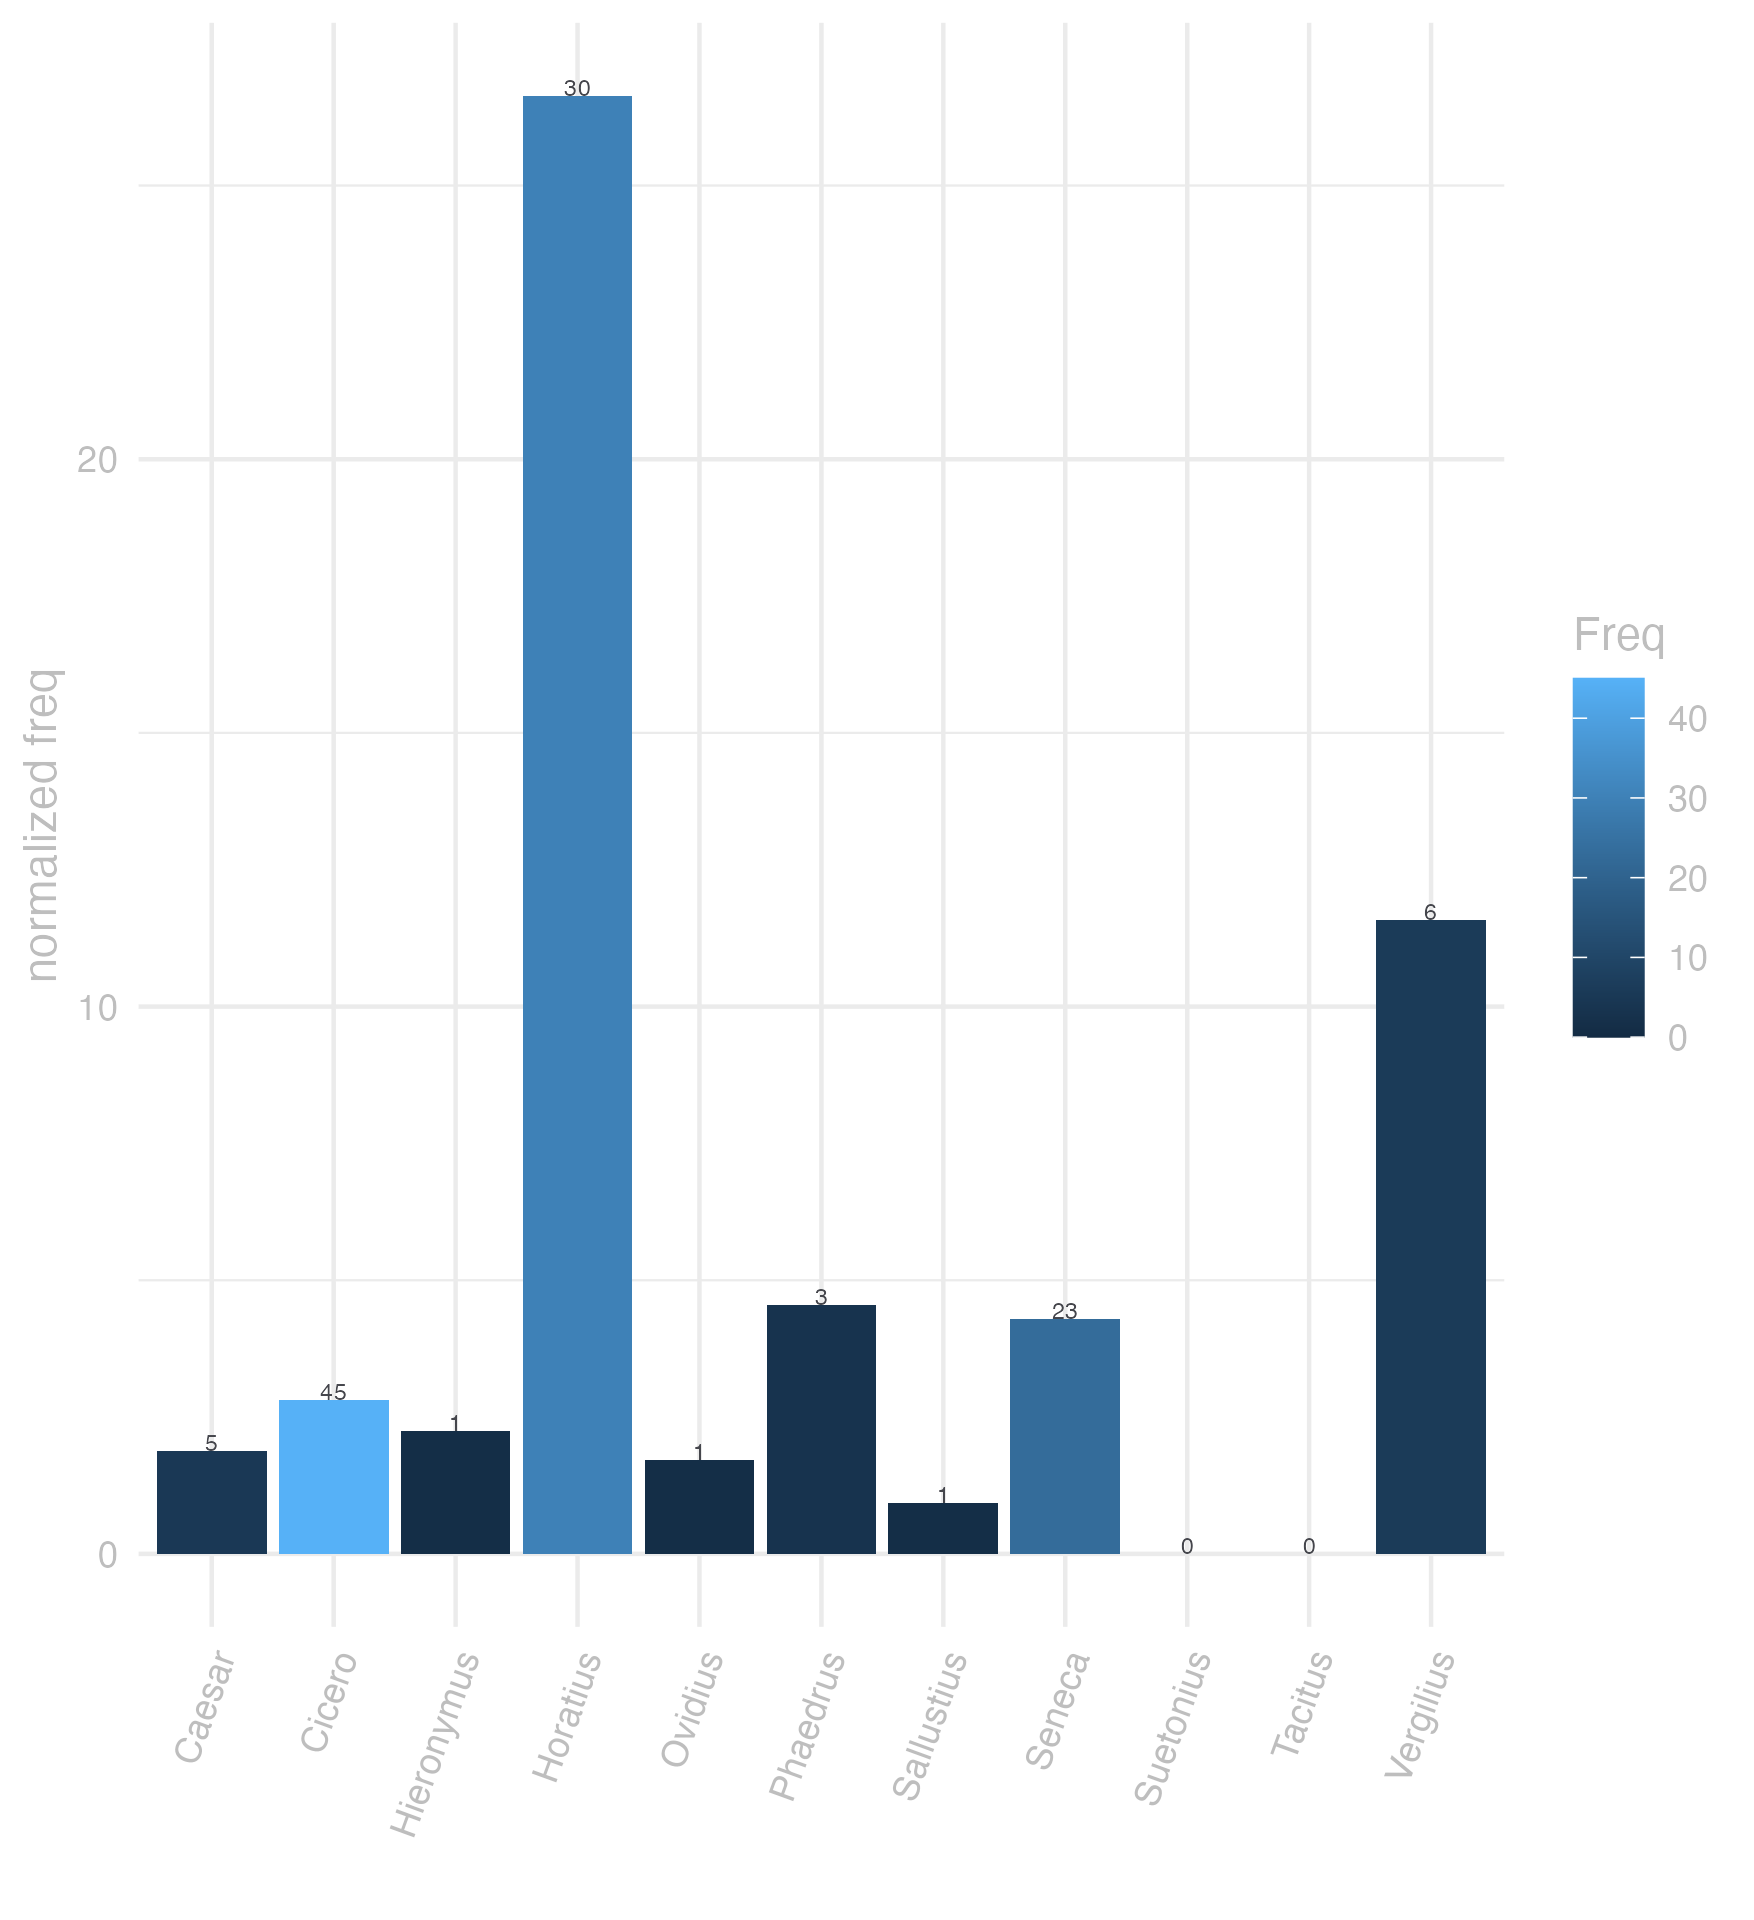 30
20
10
0
normalized freq
5
45
1
1
3
1
23
0
0
6
Caesar
Cicero
Hieronymus
Horatius
Ovidius
Phaedrus
Sallustius
Seneca
Suetonius
Tacitus
Vergilius
Freq
40
30
20
10
0